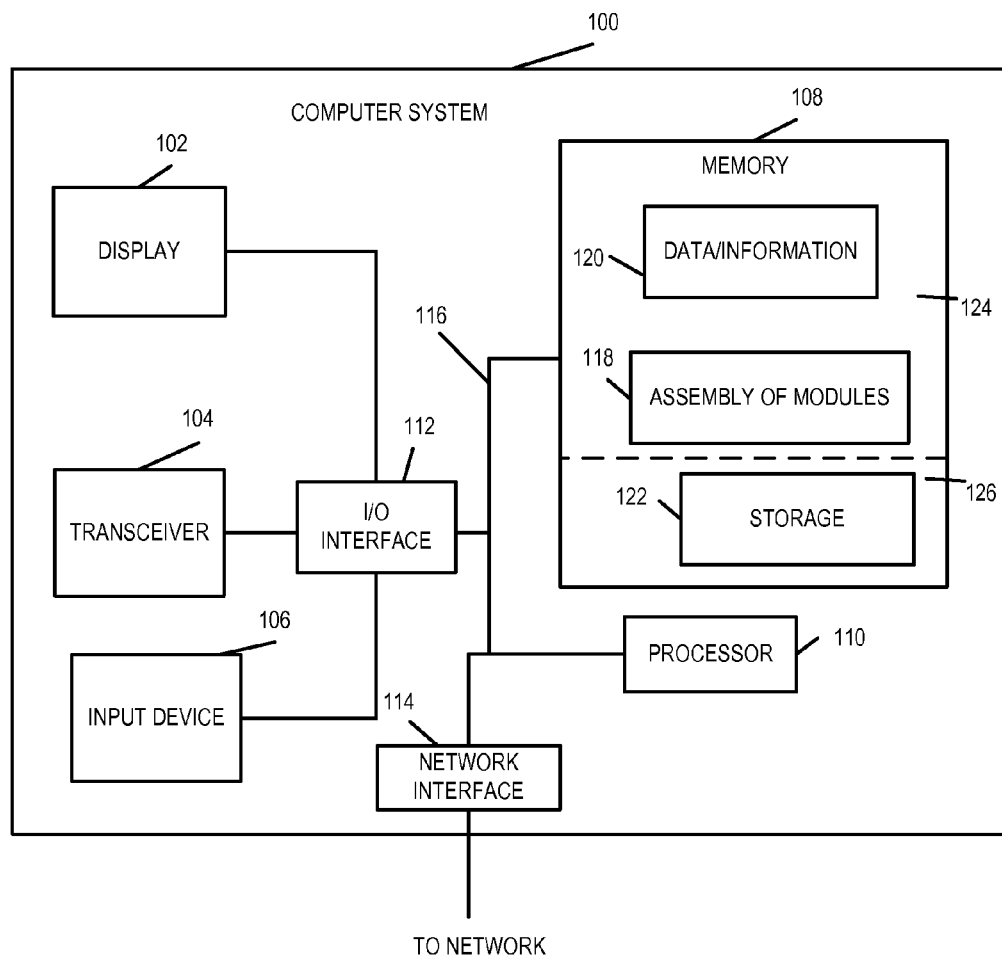 100
COMPUTER SYSTEM
108
102
MEMORY
DISPLAY
DATA/INFORMATION
120
124
116
118
ASSEMBLY OF MODULES
104
112
126
122
STORAGE
TRANSCEIVER
I/O
INTERFACE
106
PROCESSOR
110
INPUT DEVICE
114
NETWORK
INTERFACE
TO NETWORK